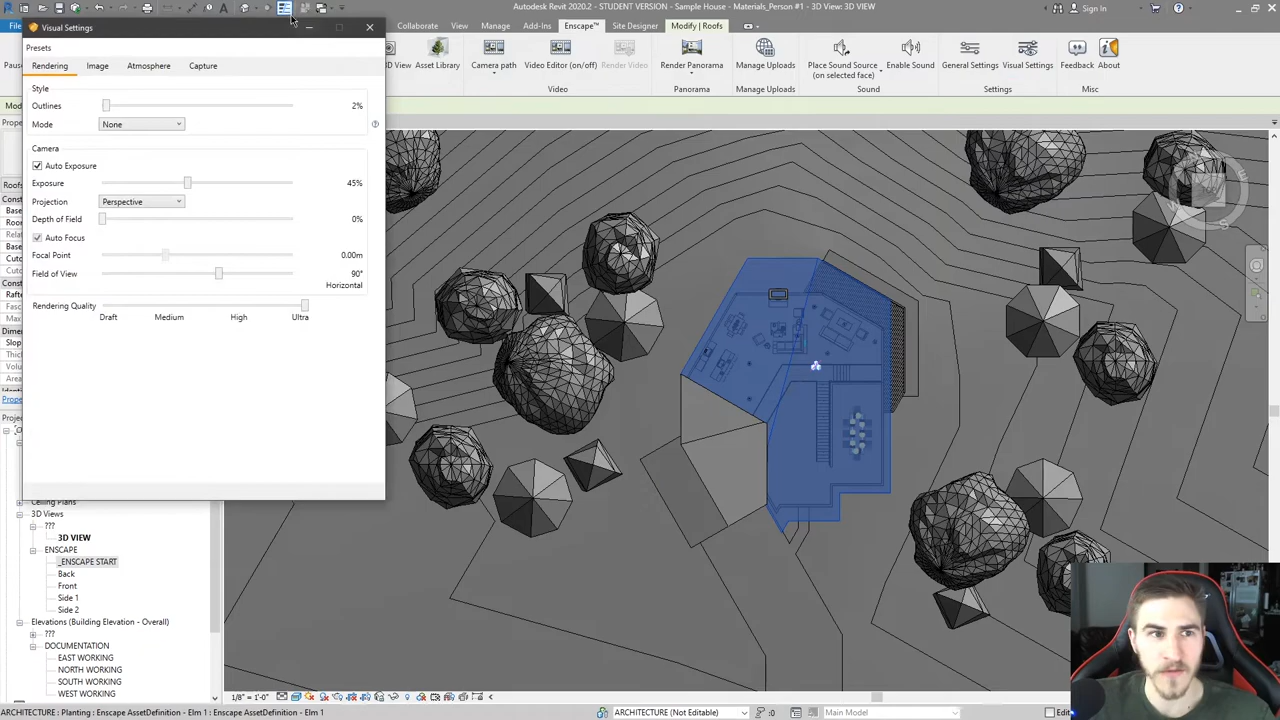 Autodesk Revit 2020.2 - STUDENT VERSION - Materials_Person #1 - 3D View: 3D VIEW
File
Collaborate View Manage Add-Ins Enscape™ Site Designer Modify | Roofs
Visual Settings
Presets
Rendering Image Atmosphere Capture
Style
Outlines 2%
Mode None
Camera
Auto Exposure
Exposure 45%
Projection Perspective
Depth of Field 0%
Auto Focus
Focal Point 0.00m
Field of View 90°
Horizontal
Rendering Quality
Draft Medium High Ultra
3D View Asset Library
Camera path Video Editor (on/off) Render Video
Video
Render Panorama
Panorama
Manage Uploads
Manage Uploads
Place Sound Source (on selected face) Enable Sound
Sound
General Settings Visual Settings
Settings
Feedback About
Misc
W S
Ceiling Plans
3D Views
???
3D VIEW
ENSCAPE
_ENSCAPE START
Back
Front
Side 1
Side 2
Elevations (Building Elevation - Overall)
???
DOCUMENTATION
EAST WORKING
NORTH WORKING
SOUTH WORKING
WEST WORKING
1/8" = 1'-0"
ARCHITECTURE : Planting : Enscape AssetDefinition - Elm 1 : Enscape AssetDefinition - Elm 1
ARCHITECTURE (Not Editable) :0 Main Model